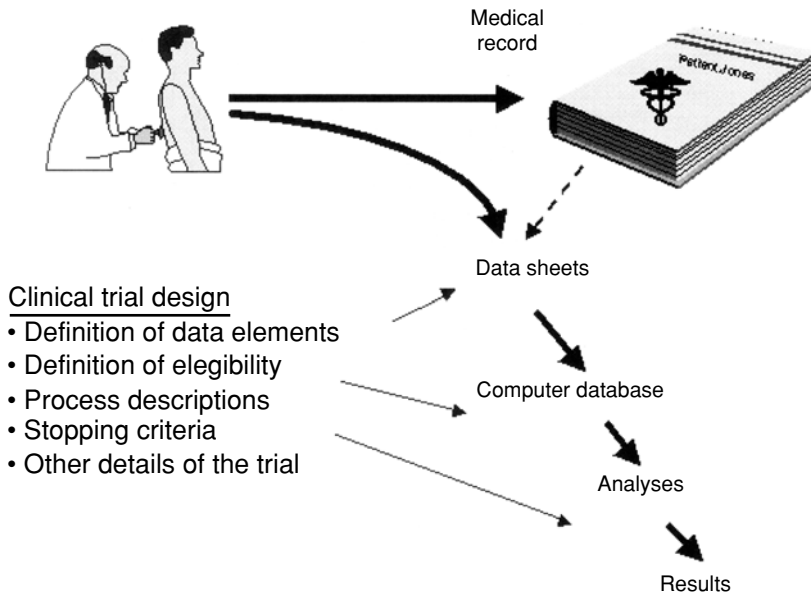 Medical
record
Patient Jones
Data sheets
Clinical trial design
• Definition of data elements
• Definition of elegibility
• Process descriptions
• Stopping criteria
• Other details of the trial
Computer database
Analyses
Results